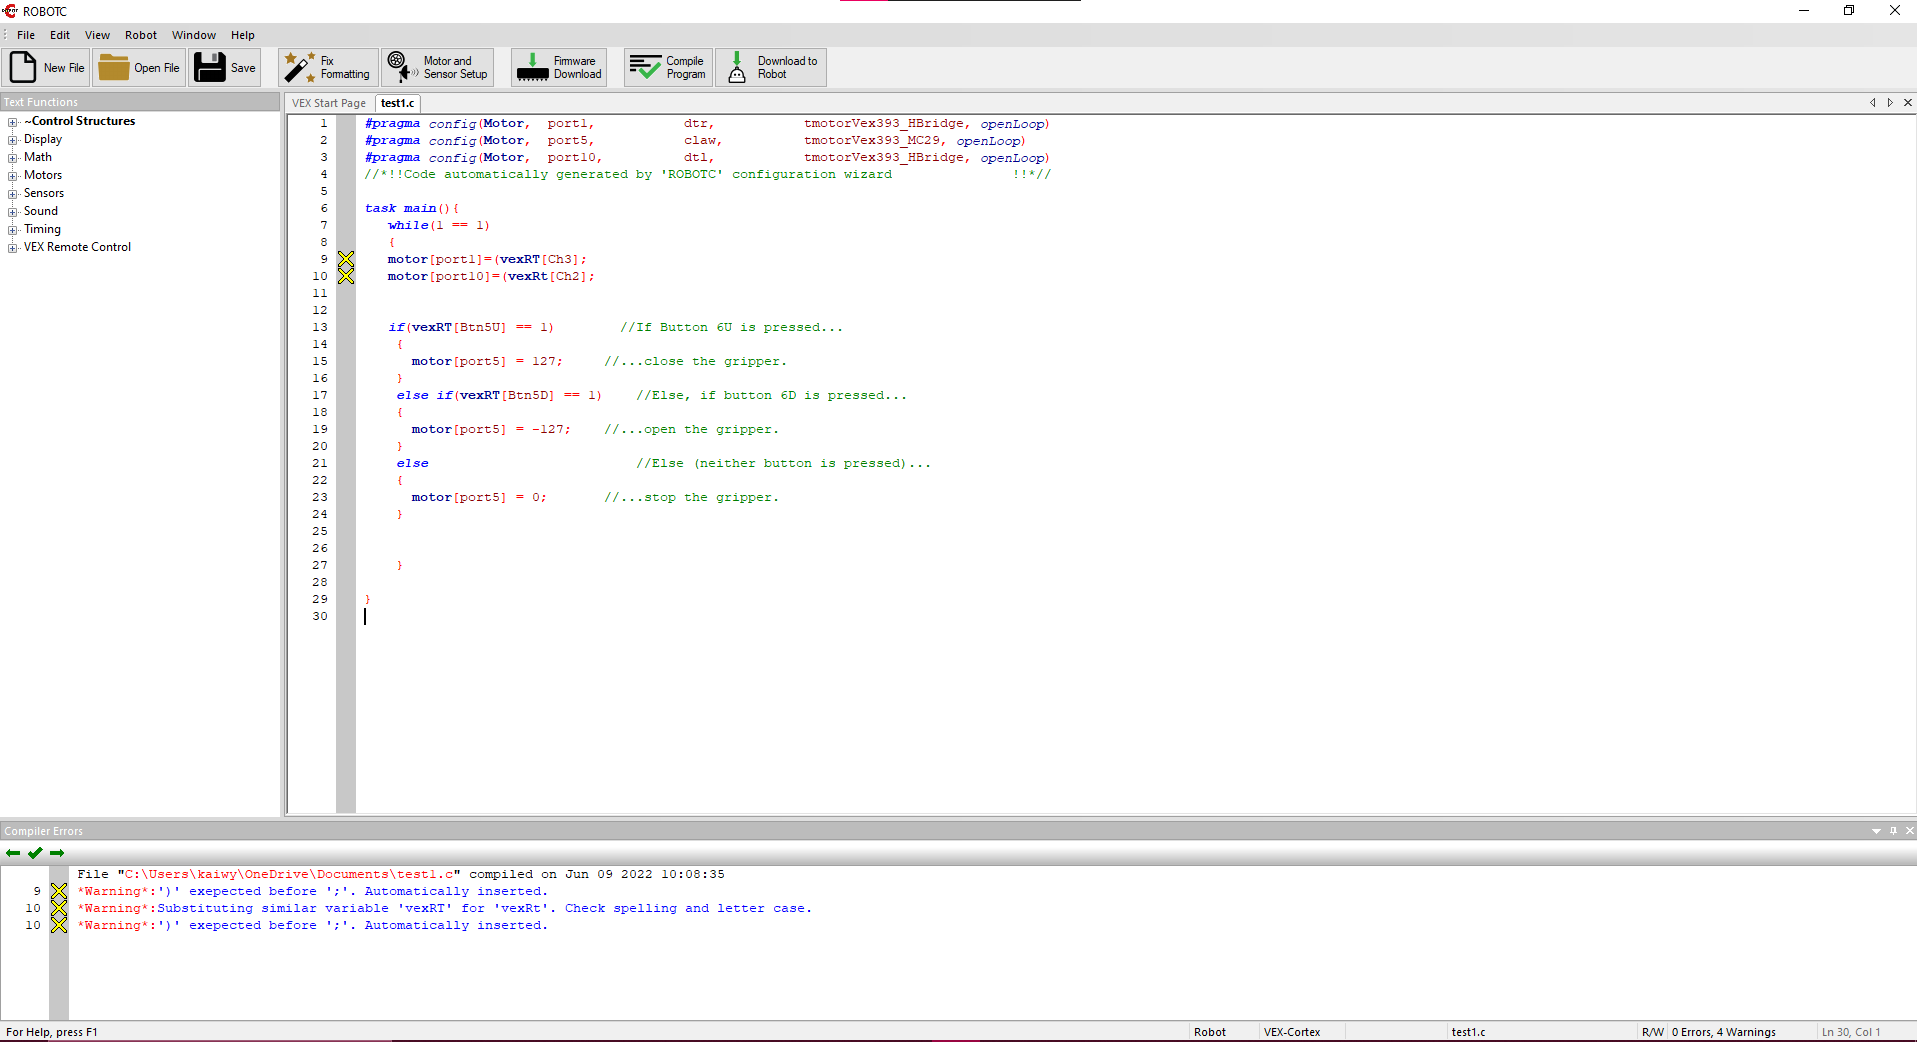 ROBOTC
File Edit View Robot Window Help
New File Open File Save Fix Formatting Motor and Sensor Setup Firmware Download Compile Program Download to Robot
Text Functions
~Control Structures
Display
Math
Motors
Sensors
Sound
Timing
VEX Remote Control
VEX Start Page test1.c
1 #pragma config(Motor, port1, dtr, tmotorVex393_HBridge, openLoop)
2 #pragma config(Motor, port5, claw, tmotorVex393_MC29, openLoop)
3 #pragma config(Motor, port10, dtl, tmotorVex393_HBridge, openLoop)
4 //*!!Code automatically generated by 'ROBOTC' configuration wizard !!*//
5
6 task main(){
7 while(1 == 1)
8 {
9 motor[port1]=(vexRT[Ch3];
10 motor[port10]=(vexRt[Ch2];
11
12
13 if(vexRT[Btn5U] == 1) //If Button 6U is pressed...
14 {
15 motor[port5] = 127; //...close the gripper.
16 }
17 else if(vexRT[Btn5D] == 1) //Else, if button 6D is pressed...
18 {
19 motor[port5] = -127; //...open the gripper.
20 }
21 else //Else (neither button is pressed)...
22 {
23 motor[port5] = 0; //...stop the gripper.
24 }
25
26
27 }
28
29 }
30
Compiler Errors
File "C:\Users\kaiwy\OneDrive\Documents\test1.c" compiled on Jun 09 2022 10:08:35
9 *Warning*:')' exepected before ';'. Automatically inserted.
10 *Warning*:Substituting similar variable 'vexRT' for 'vexRt'. Check spelling and letter case.
10 *Warning*:')' exepected before ';'. Automatically inserted.
For Help, press F1 Robot VEX-Cortex test1.c R/W 0 Errors, 4 Warnings Ln 30, Col 1